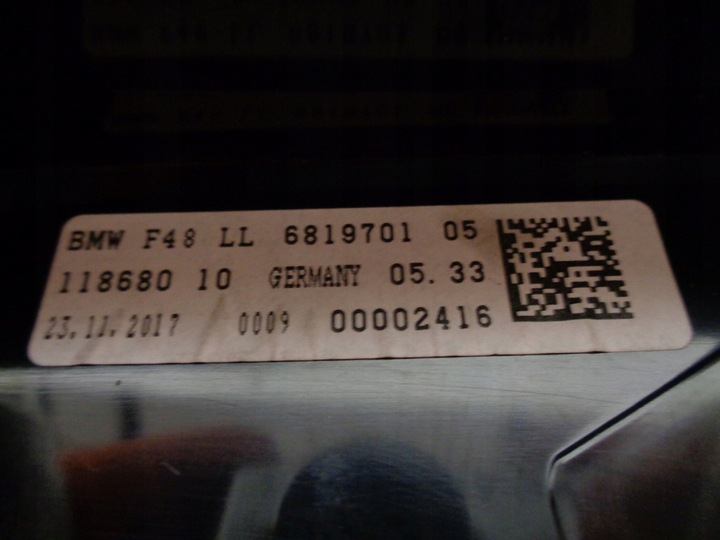 BMW F48 LL 6819701 05
118680 10 GERMANY 05.33
23.11.2017 0009 00002416